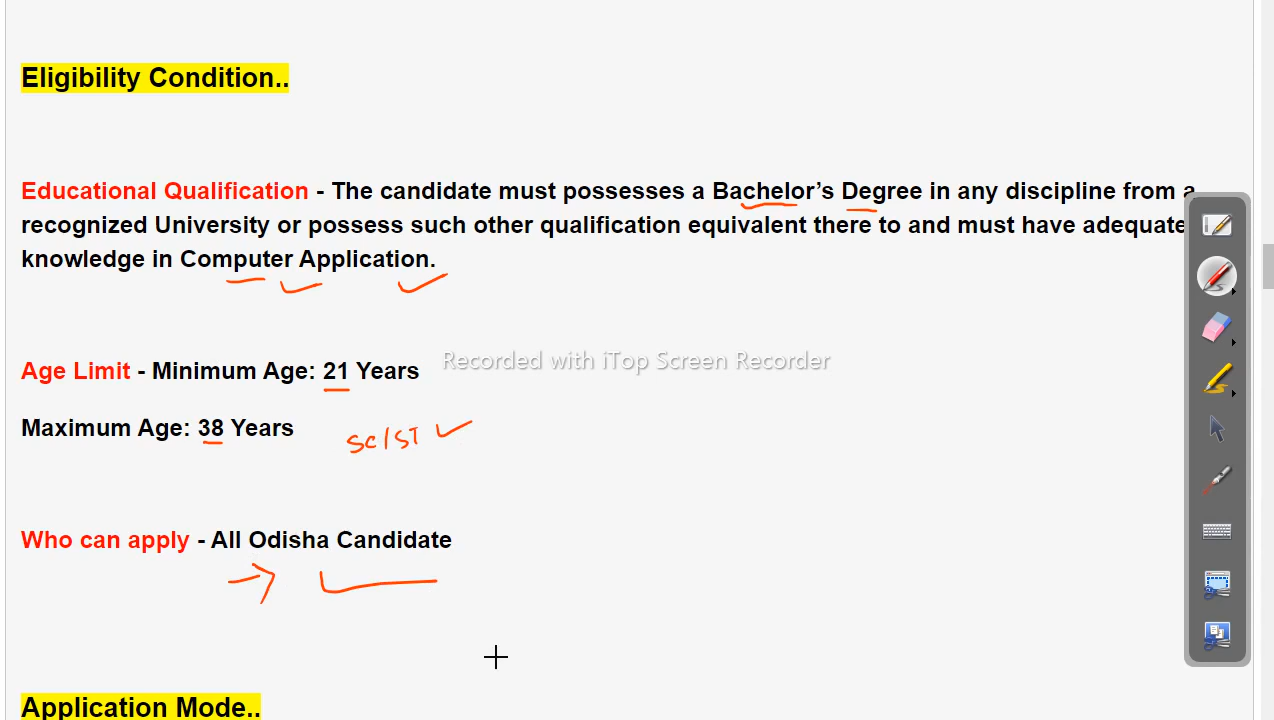 Eligibility Condition..
Educational Qualification - The candidate must possesses a Bachelor’s Degree in any discipline from a
recognized University or possess such other qualification equivalent there to and must have adequate
knowledge in Computer Application.
Age Limit - Minimum Age: 21 Years
Recorded with iTop Screen Recorder
Maximum Age: 38 Years
SC/ST
Who can apply - All Odisha Candidate
Application Mode..